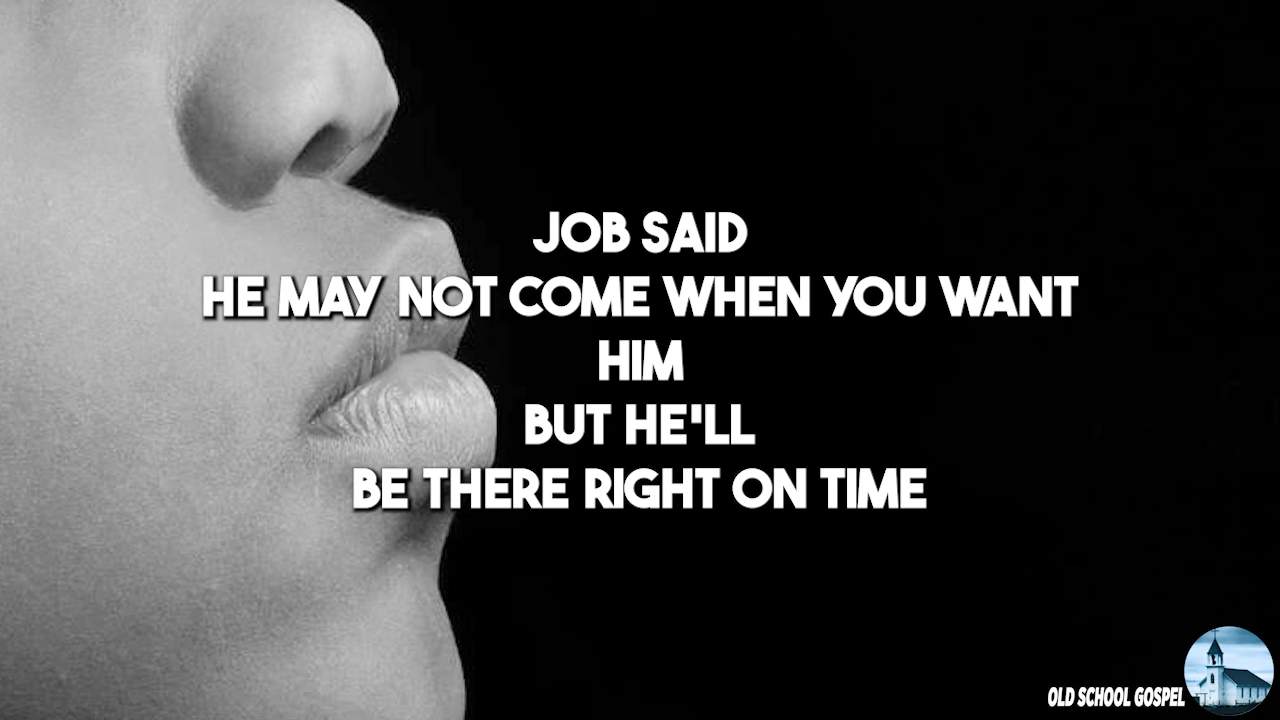 JOB SAID
HE MAY NOT COME WHEN YOU WANT
HIM
BUT HE'LL
BE THERE RIGHT ON TIME
OLD SCHOOL GOSPEL